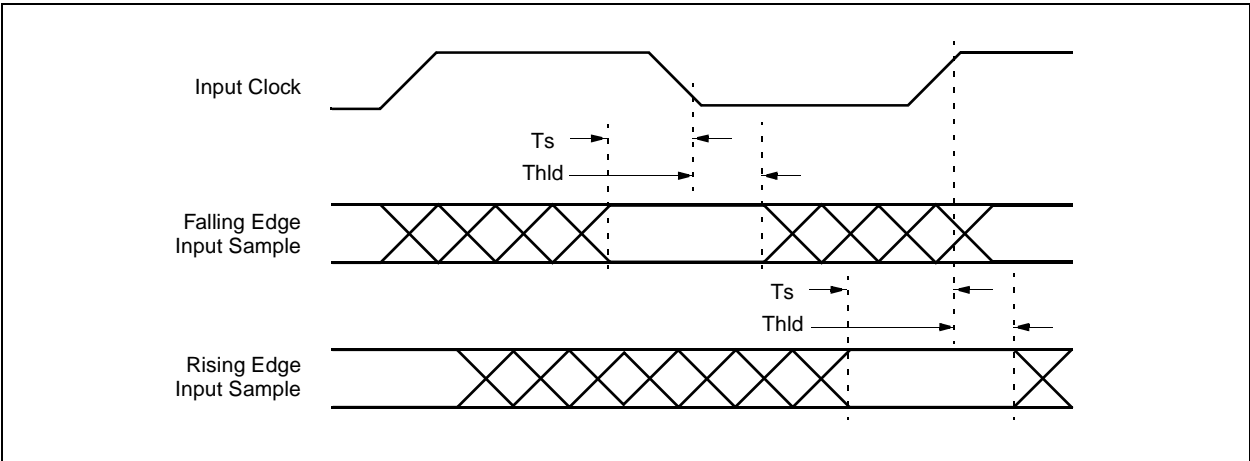 Input Clock
Ts
Thld
Falling Edge
Input Sample
Ts
Thld
Rising Edge
Input Sample